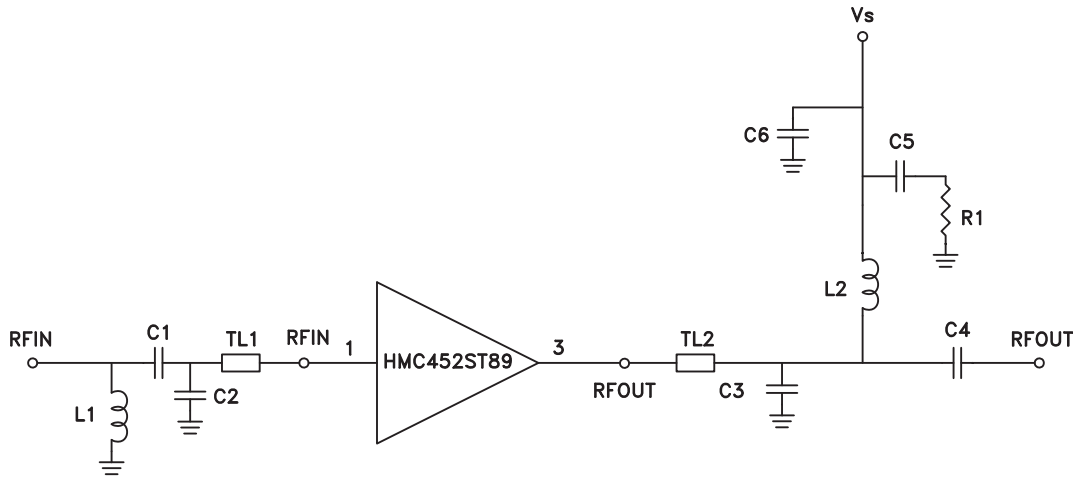 Vs
C6
C5
R1
L2
RFIN
C1
TL1
RFIN
1
HMC452ST89
3
RFOUT
TL2
C3
C4
RFOUT
L1
C2